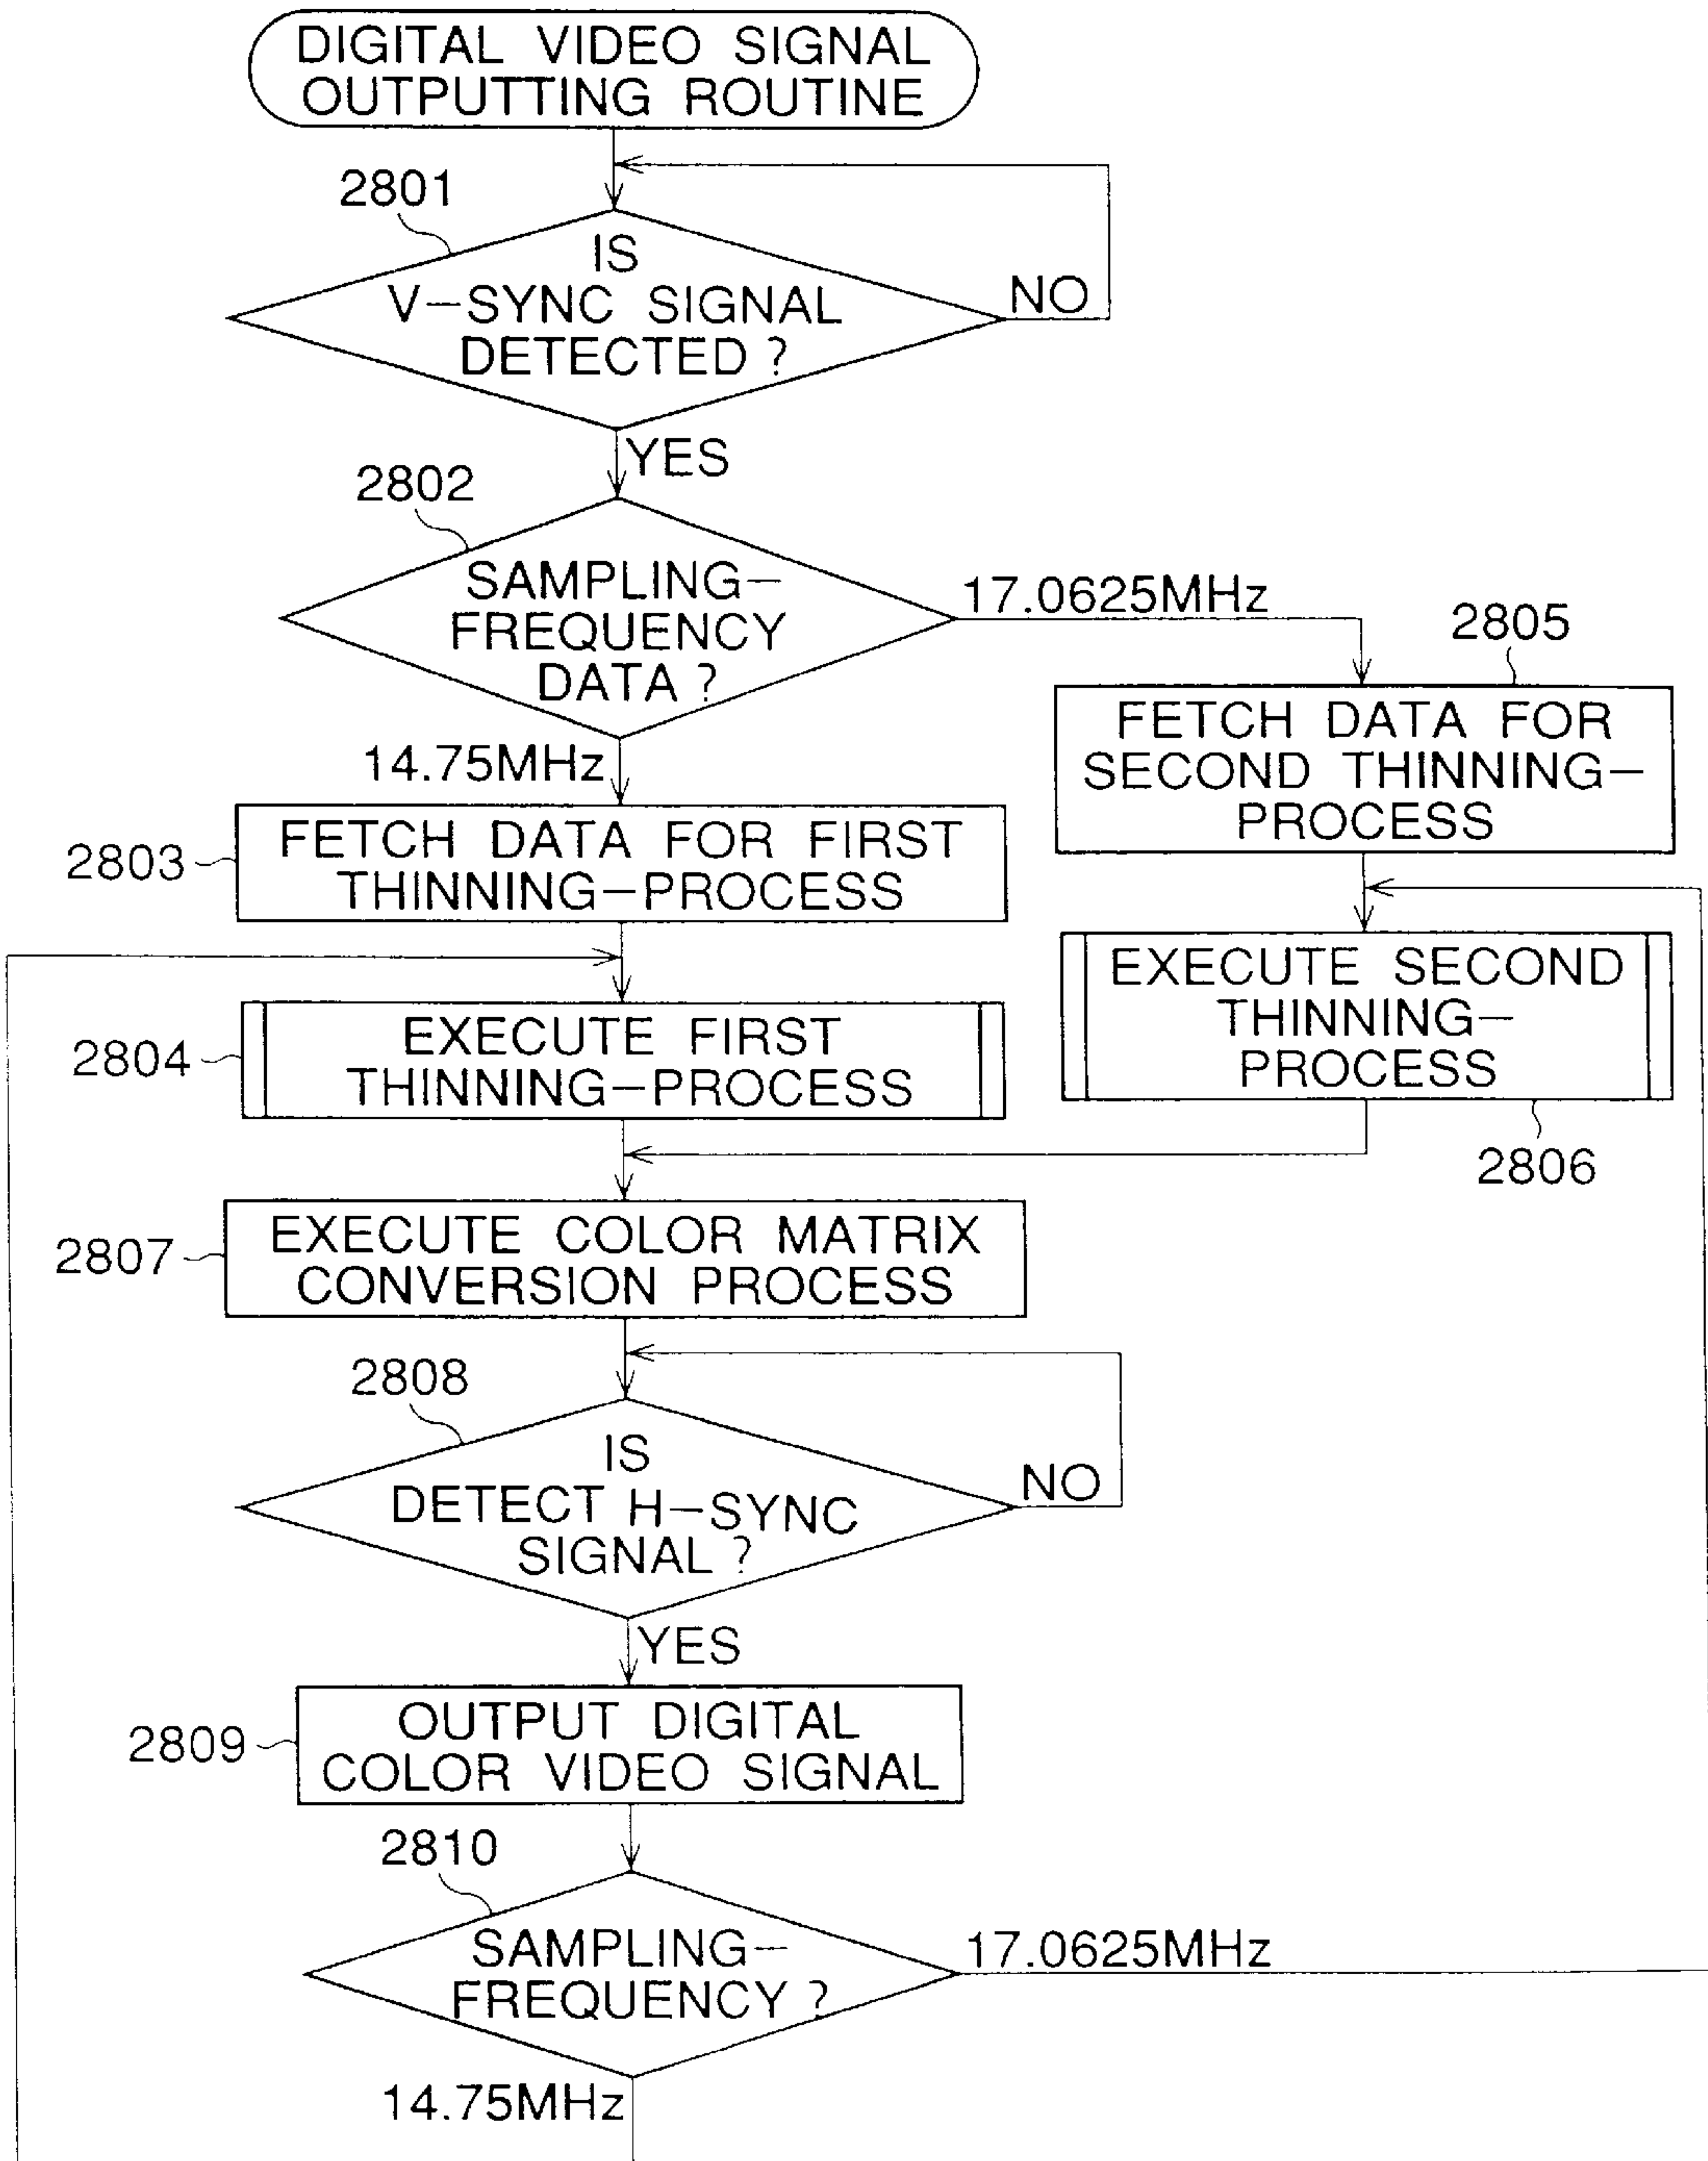 DIGITAL VIDEO SIGNAL
OUTPUTTING ROUTINE
2801
IS
V-SYNC SIGNAL
DETECTED ?
NO
YES
2802
SAMPLING-
FREQUENCY
DATA ?
17.0625MHz
14.75MHz
2805
FETCH DATA FOR
SECOND THINNING-
PROCESS
2803
FETCH DATA FOR FIRST
THINNING-PROCESS
2804
EXECUTE FIRST
THINNING-PROCESS
EXECUTE SECOND
THINNING-
PROCESS
2806
2807
EXECUTE COLOR MATRIX
CONVERSION PROCESS
2808
IS
DETECT H-SYNC
SIGNAL ?
NO
YES
2809
OUTPUT DIGITAL
COLOR VIDEO SIGNAL
2810
SAMPLING-
FREQUENCY ?
17.0625MHz
14.75MHz